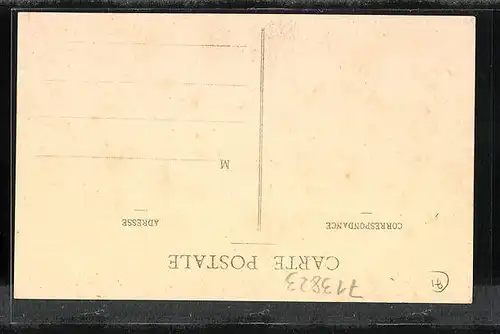 CARTE POSTALE
CORRESPONDANCE
ADRESSE
M
713823